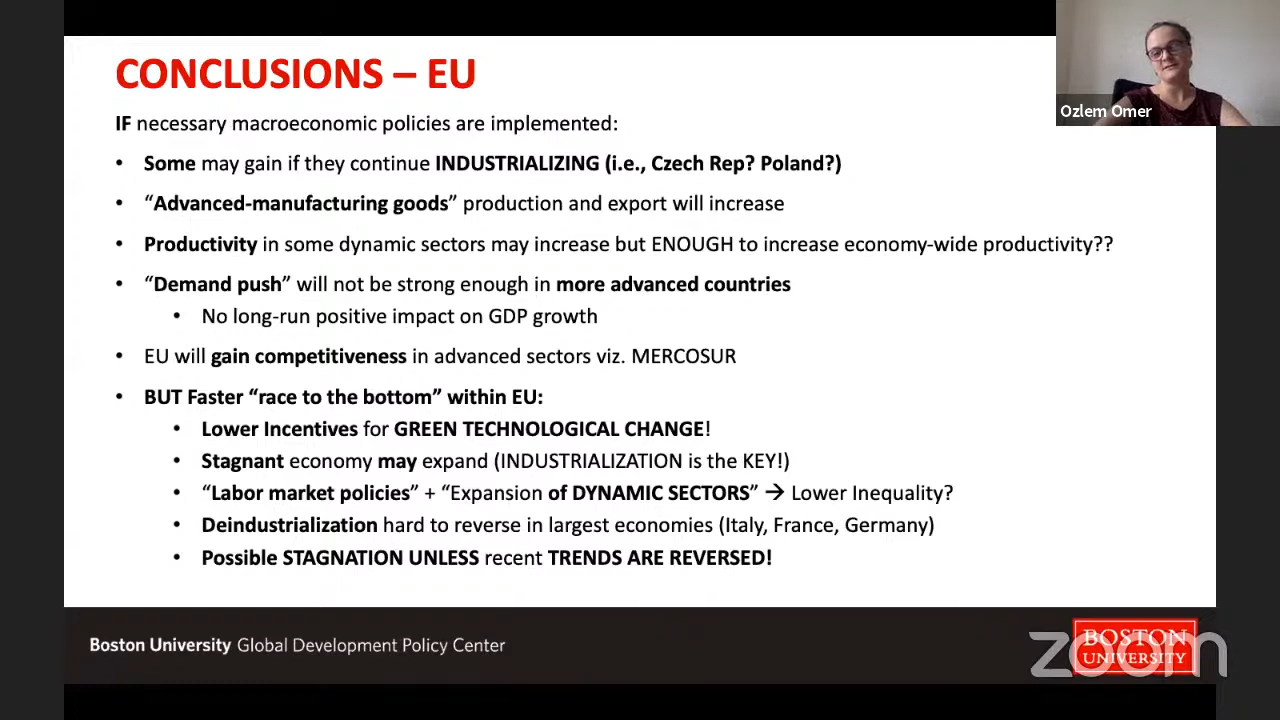 CONCLUSIONS – EU
Ozlem Omer
IF necessary macroeconomic policies are implemented:
• Some may gain if they continue INDUSTRIALIZING (i.e., Czech Rep? Poland?)
• “Advanced-manufacturing goods” production and export will increase
• Productivity in some dynamic sectors may increase but ENOUGH to increase economy-wide productivity??
• “Demand push” will not be strong enough in more advanced countries
• No long-run positive impact on GDP growth
• EU will gain competitiveness in advanced sectors viz. MERCOSUR
• BUT Faster “race to the bottom” within EU:
• Lower Incentives for GREEN TECHNOLOGICAL CHANGE!
• Stagnant economy may expand (INDUSTRIALIZATION is the KEY!)
• “Labor market policies” + “Expansion of DYNAMIC SECTORS” → Lower Inequality?
• Deindustrialization hard to reverse in largest economies (Italy, France, Germany)
• Possible STAGNATION UNLESS recent TRENDS ARE REVERSED!
Boston University Global Development Policy Center
BOSTON
UNIVERSITY
zoom